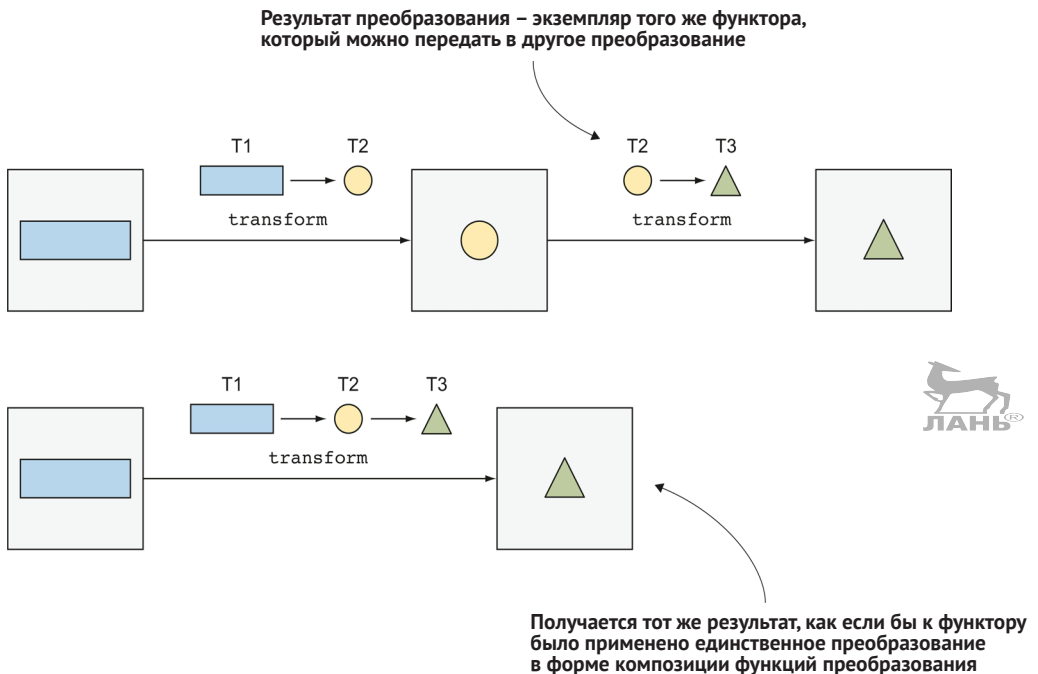 Результат преобразования – экземпляр того же функтора,
который можно передать в другое преобразование
T1 T2
T2 T3
transform
transform
T1 T2 T3
transform
ЛАНЬ®
Получается тот же результат, как если бы к функтору
было применено единственное преобразование
в форме композиции функций преобразования